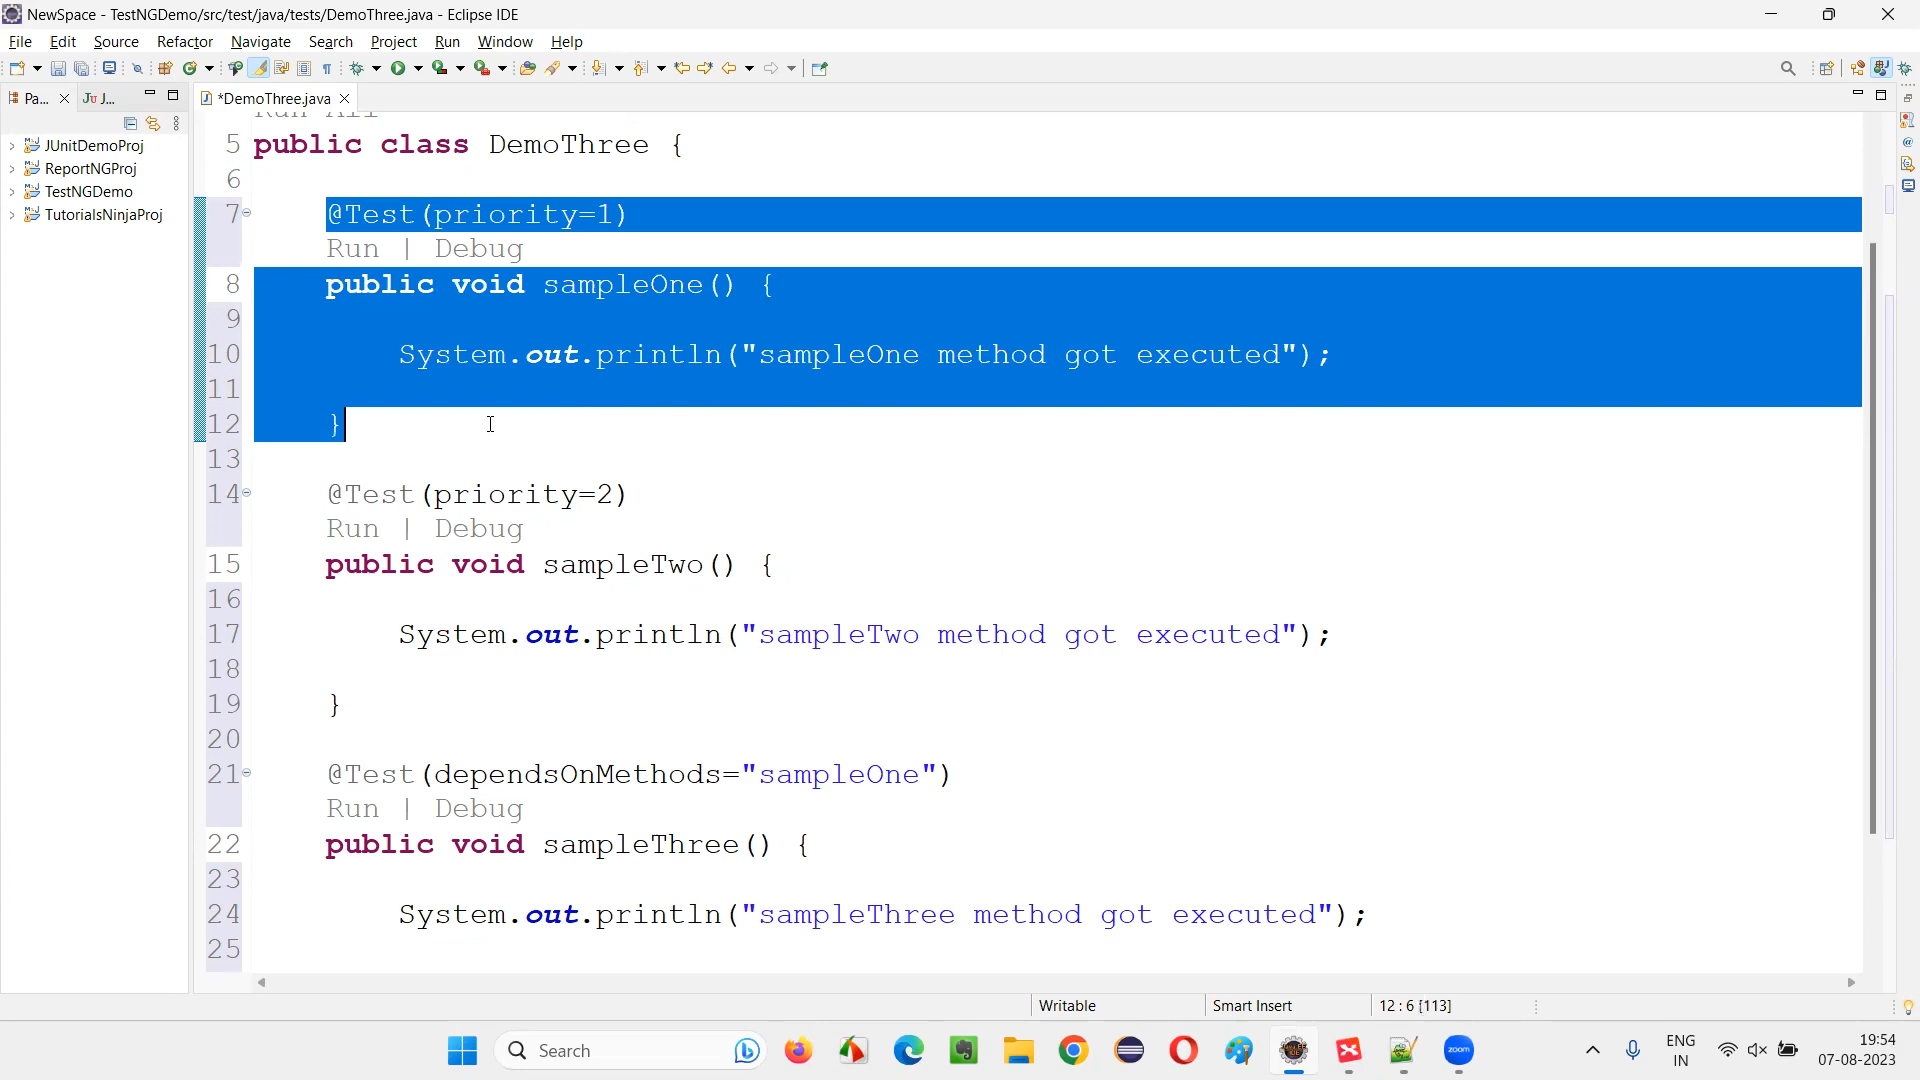 NewSpace - TestNGDemo/src/test/java/tests/DemoThree.java - Eclipse IDE
File Edit Source Refactor Navigate Search Project Run Window Help
Pa... JU J... *DemoThree.java
JUnitDemoProj
ReportNGProj
TestNGDemo
TutorialsNinjaProj
Run All
5 public class DemoThree {
6
7 @Test(priority=1)
Run | Debug
8 public void sampleOne() {
9
10 System.out.println("sampleOne method got executed");
11
12 }
13
14 @Test(priority=2)
Run | Debug
15 public void sampleTwo() {
16
17 System.out.println("sampleTwo method got executed");
18
19 }
20
21 @Test(dependsOnMethods="sampleOne")
Run | Debug
22 public void sampleThree() {
23
24 System.out.println("sampleThree method got executed");
25
Writable Smart Insert 12 : 6 [113]
Search zoom ENG 19:54
IN 07-08-2023